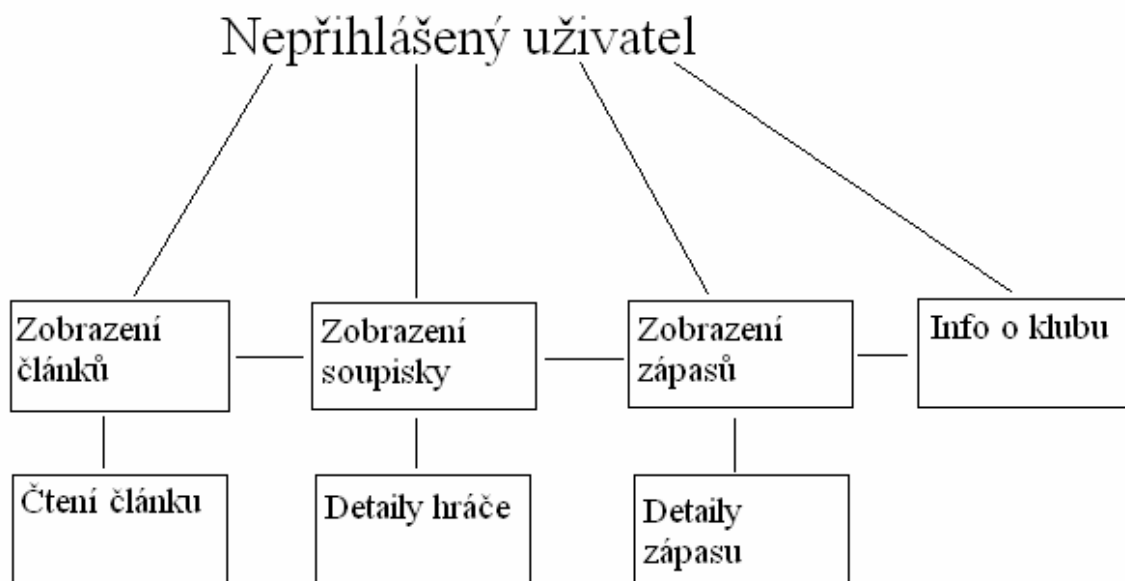 Nepřihlášený uživatel
Zobrazení
článků
Zobrazení
soupisky
Zobrazení
zápasů
Info o klubu
Čtení článku
Detaily hráče
Detaily
zápasu